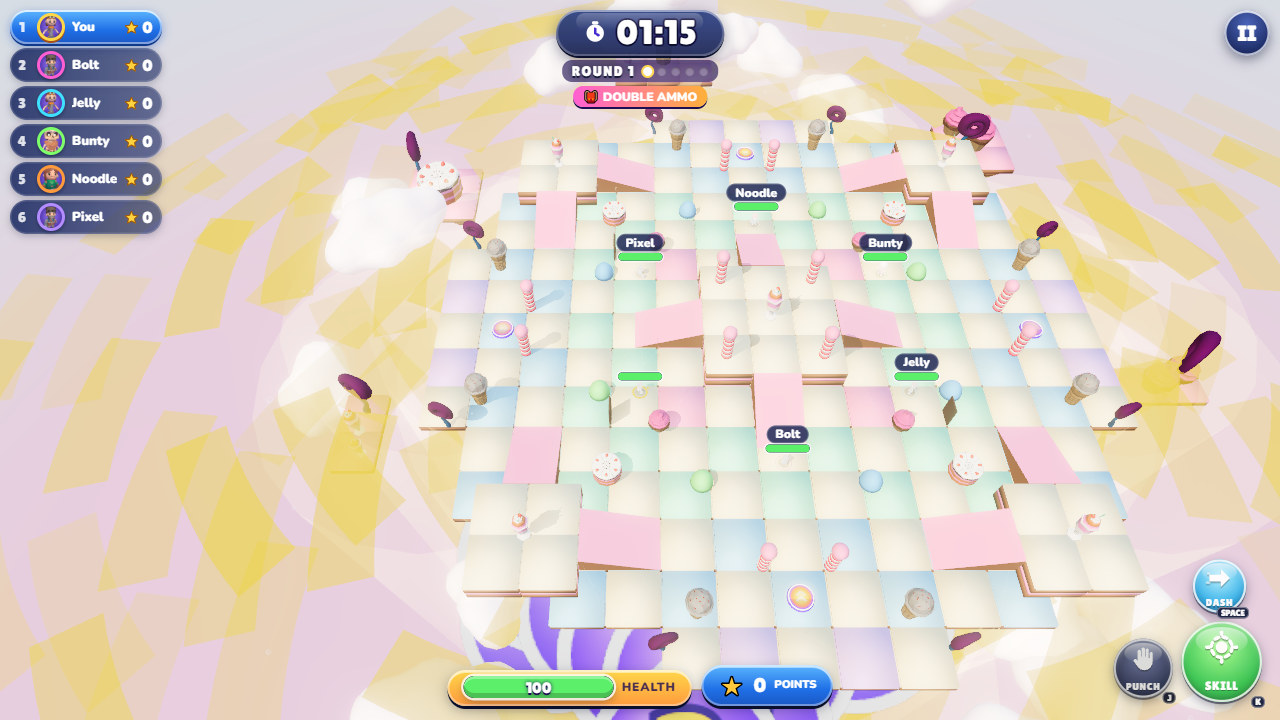 1 You 0
2 Bolt 0
3 Jelly 0
4 Bunty 0
5 Noodle 0
6 Pixel 0
01:15
ROUND 1
DOUBLE AMMO
Noodle
Pixel
Bunty
Jelly
Bolt
DASH
SPACE
PUNCH
J
SKILL
K
100 HEALTH
0 POINTS